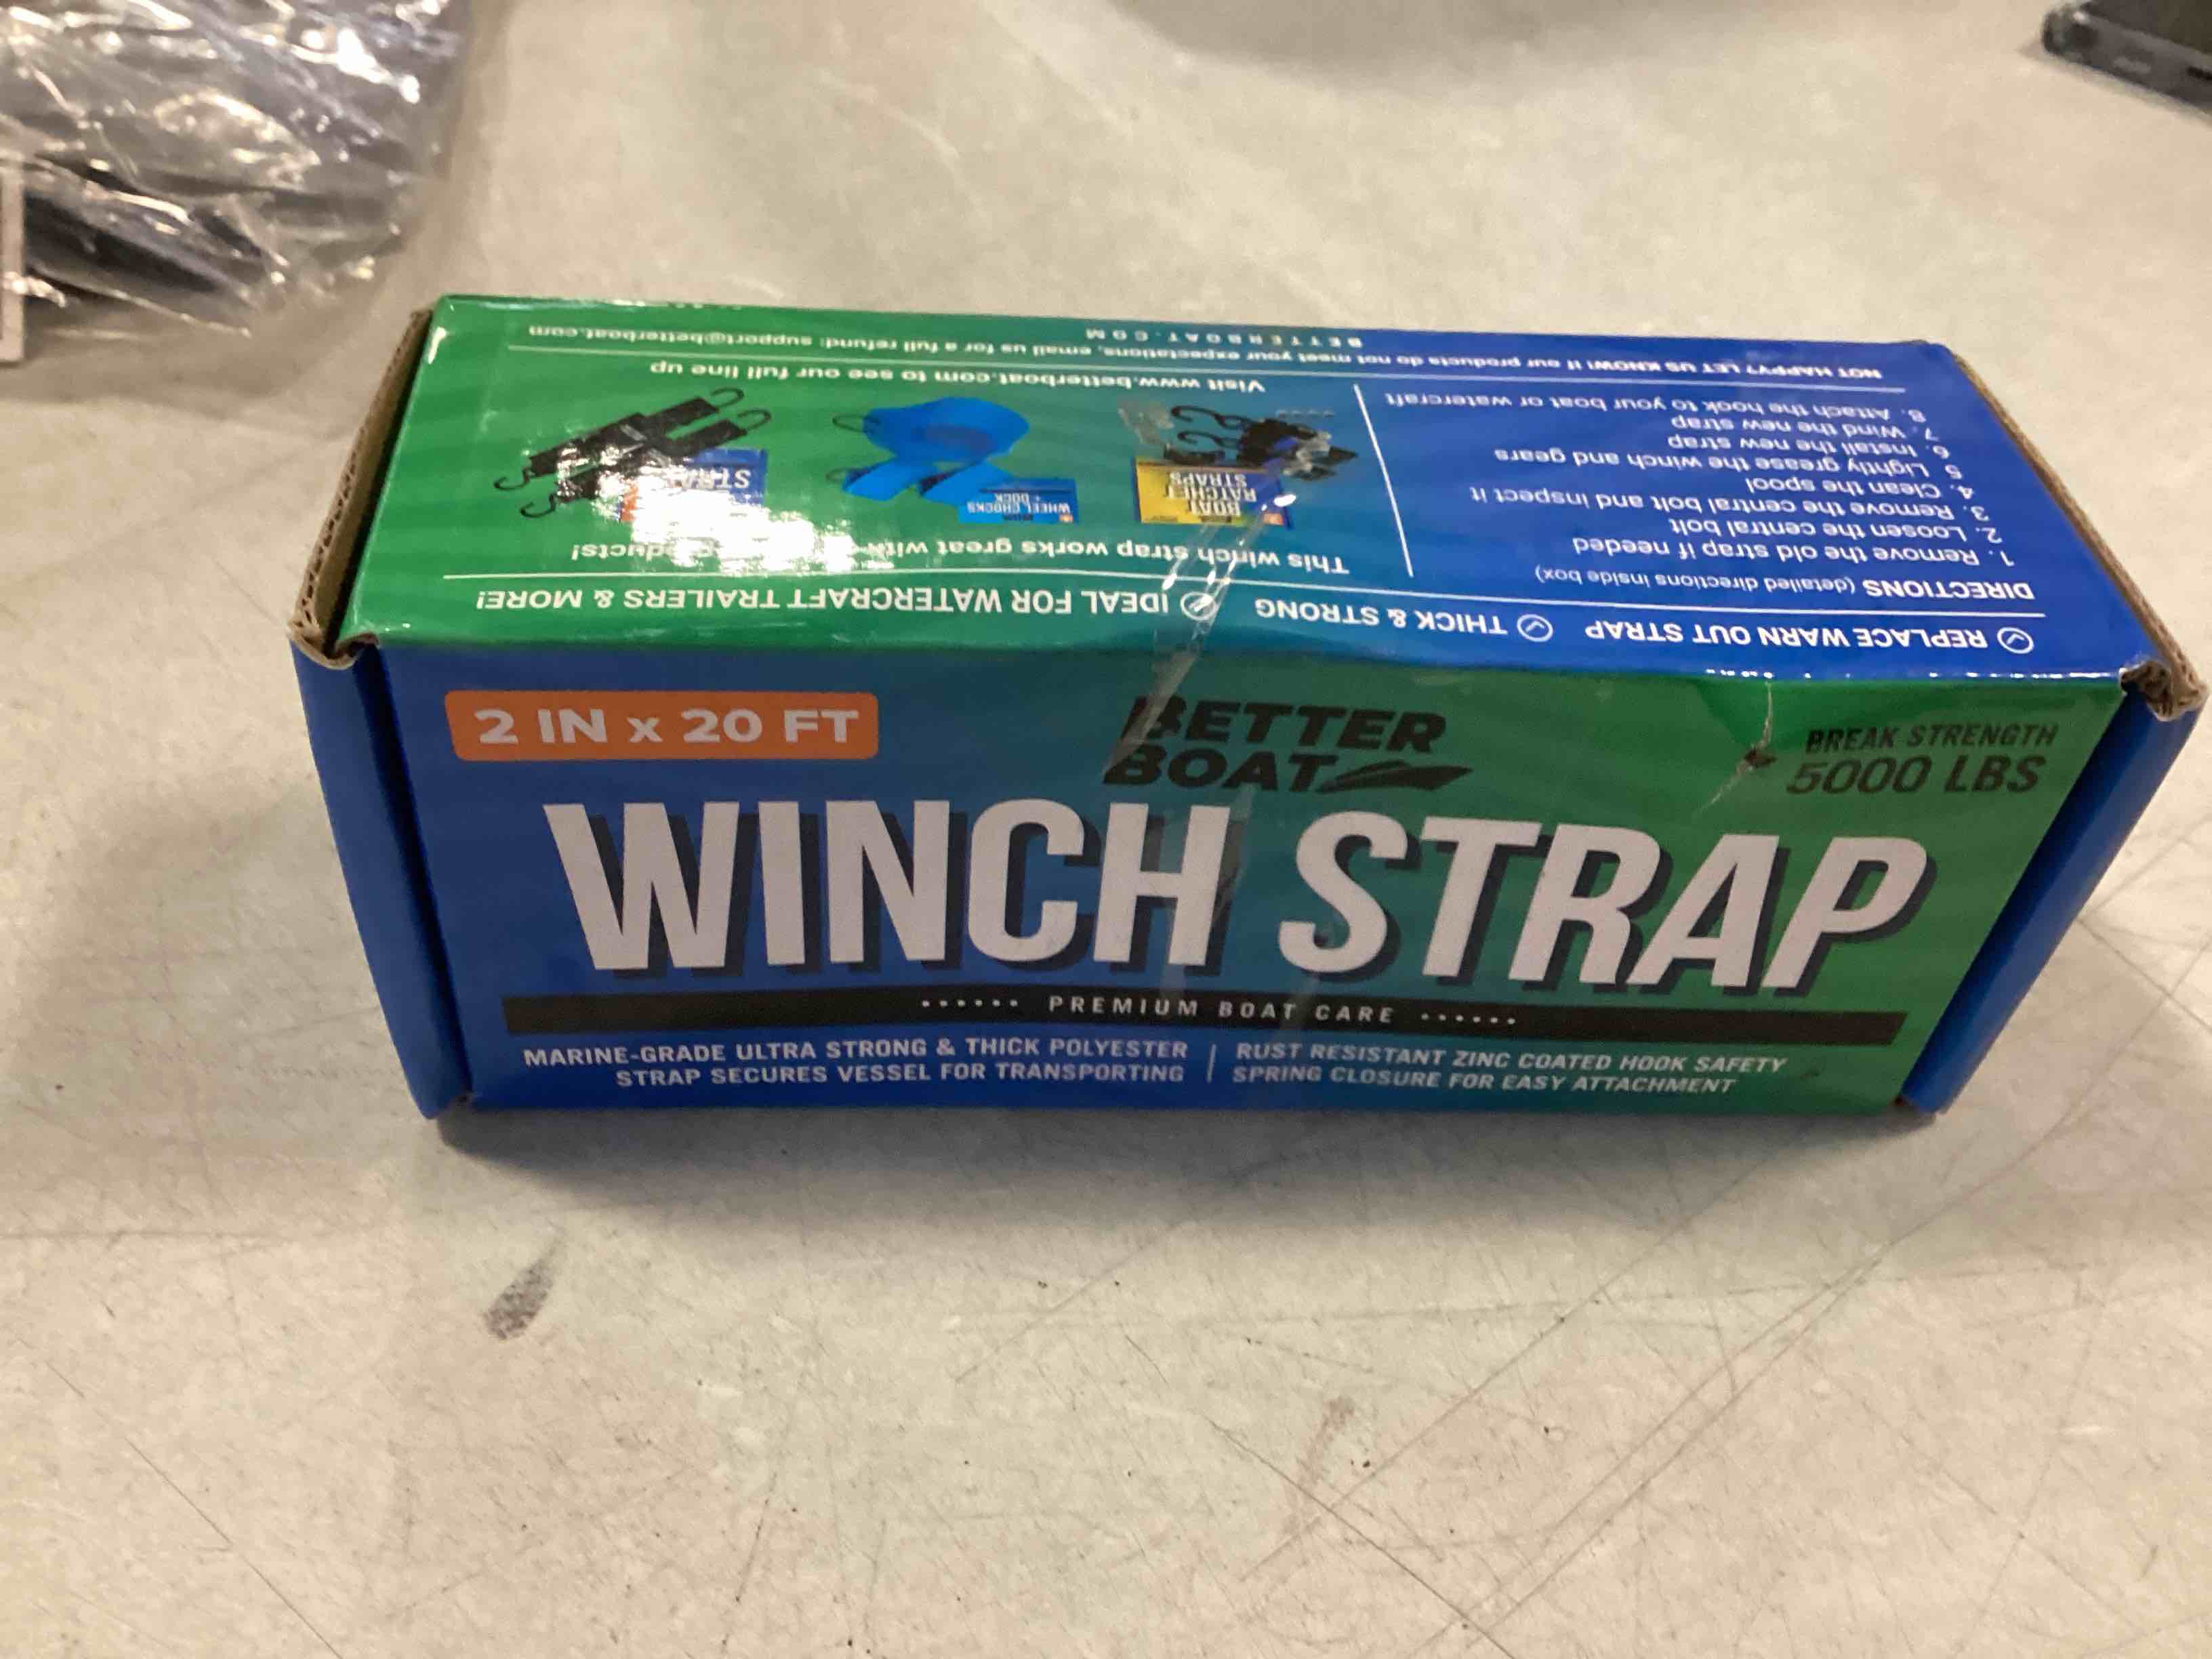 2 IN x 20 FT
BETTER
BOAT
BREAK STRENGTH
5000 LBS
WINCH STRAP
PREMIUM BOAT CARE
MARINE-GRADE ULTRA STRONG & THICK POLYESTER
STRAP SECURES VESSEL FOR TRANSPORTING
RUST RESISTANT ZINC COATED HOOK SAFETY
SPRING CLOSURE FOR EASY ATTACHMENT
REPLACE WARN OUT STRAP
THICK & STRONG
IDEAL FOR WATERCRAFT TRAILERS & MORE!
DIRECTIONS (detailed directions inside box)
1. Remove the old strap if needed
2. Loosen the central bolt
3. Remove the central bolt and inspect it
4. Clean the spool
5 Lightly grease the winch and gears
6. Install the new strap
7. Wind the new strap
8. Attach the hook to your boat or watercraft
This winch strap works great with
BOAT
RATCHET
STRAPS
WHEEL CHOCKS
+ DOCK
Visit www.betterboat.com to see our full line up
NOT HAPPY? LET US KNOW! If our products do not meet your expectations, email us for a full refund: support@betterboat.com
BETTERBOAT.COM